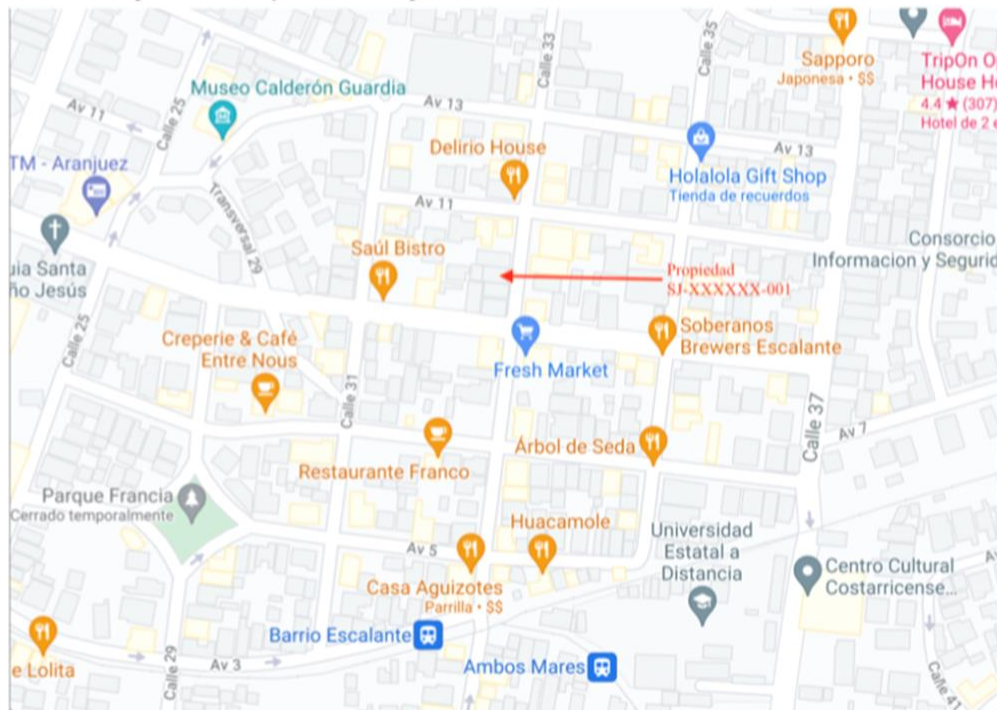 Calle 33
Calle 35
Sapporo
Japonesa • $$
TripOn O
House Ho
4.4 ★ (307)
Hotel de 2 e
Museo Calderón Guardia
Av 11
Calle 25
Av 13
Delirio House
Av 13
Holalola Gift Shop
Tienda de recuerdos
TM - Aranjuez
Transversal 29
Av 11
Saúl Bistro
Consorcio
Informacion y Segurid
uia Santa
ño Jesús
Propiedad
SJ-XXXXXX-001
Calle 25
Creperie & Café
Entre Nous
Soberanos
Brewers Escalante
Fresh Market
Calle 31
Calle 37
Av 7
Árbol de Seda
Restaurante Franco
Parque Francia
Cerrado temporalmente
Huacamole
Universidad
Estatal a
Distancia
Av 5
Casa Aguizotes
Parrilla • $$
Centro Cultural
Costarricense...
Barrio Escalante
Ambos Mares
e Lolita
Av 3
Calle 29
Calle 41